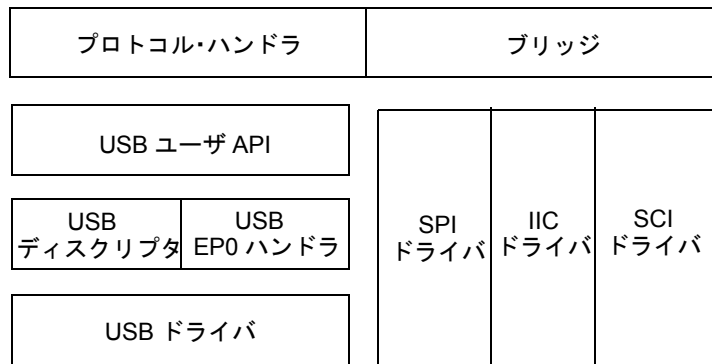 プロトコル・ハンドラ
ブリッジ
USB ユーザ API
USB
ディスクリプタ
USB
EP0 ハンドラ
USB ドライバ
SPI
ドライバ
IIC
ドライバ
SCI
ドライバ